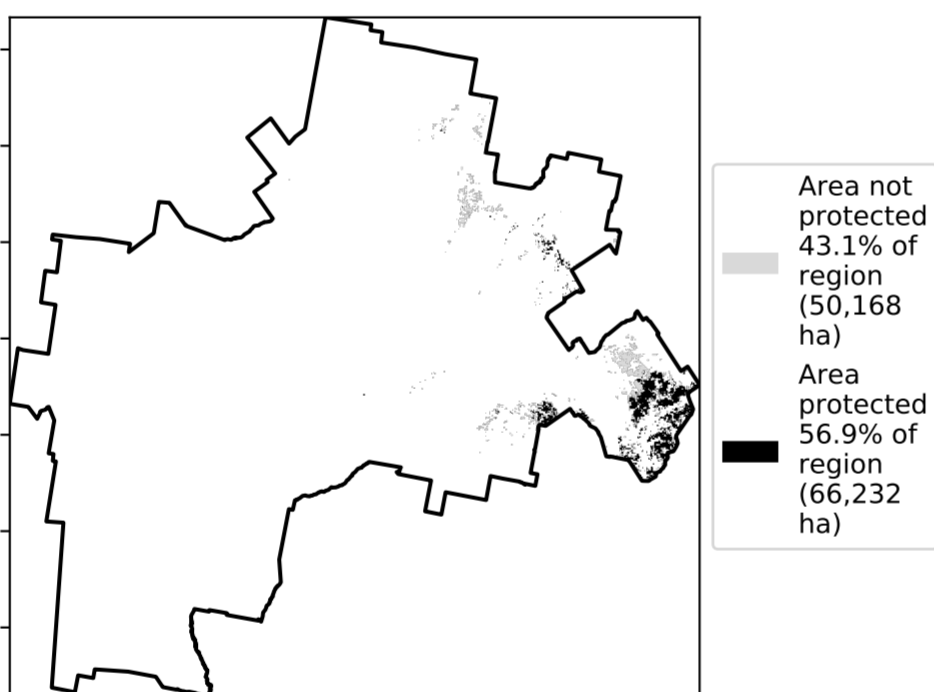 Area not
protected
43.1% of
region
(50,168
ha)
Area
protected
56.9% of
region
(66,232
ha)